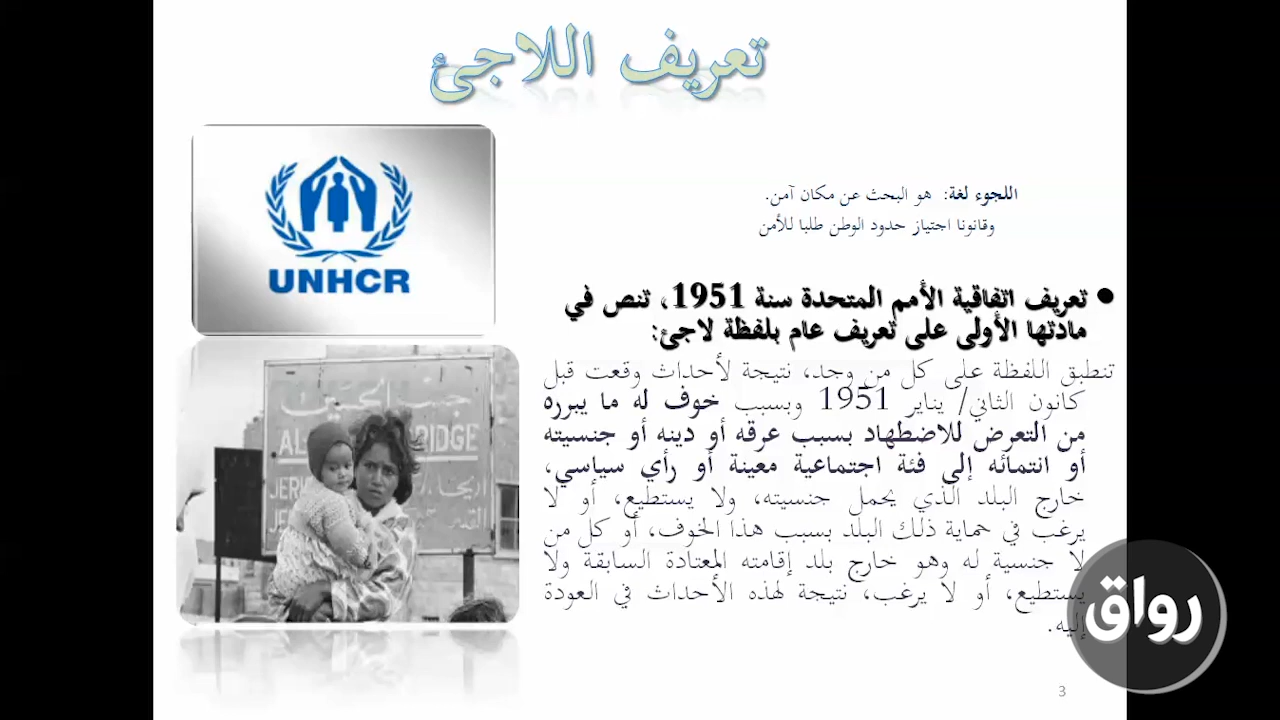 تعريف اللاجئ
UNHCR
اللجوء لغة: هو البحث عن مكان آمن.
وقانونا اجتياز حدود الوطن طلبا للأمن
• تعريف اتفاقية الأمم المتحدة سنة 1951، تنص في
مادتها الأولى على تعريف عام بلفظة لاجئ:
تنطبق اللفظة على كل من وجد، نتيجة لأحداث وقعت قبل
كانون الثاني/ يناير 1951 وبسبب خوف له ما يبرره
من التعرض للاضطهاد بسبب عرقه أو دينه أو جنسيته
أو انتمائه إلى فئة اجتماعية معينة أو رأي سياسي،
خارج البلد الذي يحمل جنسيته، ولا يستطيع، أو لا
يرغب في حماية ذلك البلد بسبب هذا الخوف، أو كل من
لا جنسية له وهو خارج بلد إقامته المعتادة السابقة ولا
يستطيع، أو لا يرغب، نتيجة لهذه الأحداث في العودة
إليه.
جسر الحسين
BRIDGE
اريحا
القدس
رواق
3